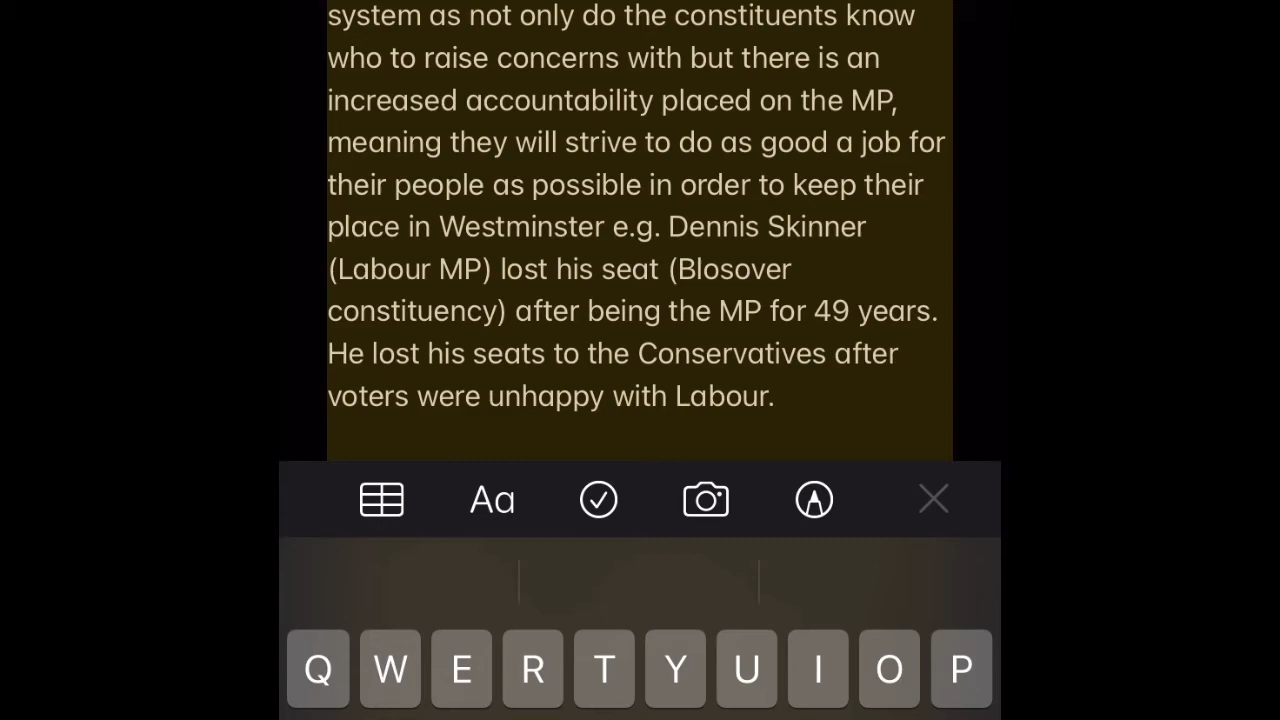 system as not only do the constituents know
who to raise concerns with but there is an
increased accountability placed on the MP,
meaning they will strive to do as good a job for
their people as possible in order to keep their
place in Westminster e.g. Dennis Skinner
(Labour MP) lost his seat (Blosover
constituency) after being the MP for 49 years.
He lost his seats to the Conservatives after
voters were unhappy with Labour.
Aa
Q W E R T Y U I O P